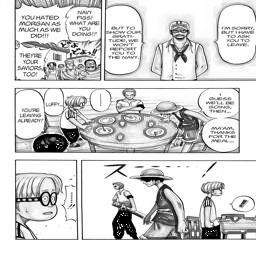 NAVY
PIGS!
WHAT ARE
YOU
DOING!?
YOU HATED
MORGAN AS
MUCH AS WE
DID!!!
THEY'RE
YOUR
SAVIORS,
TOO!
BUT TO
SHOW OUR
GRATI-
TUDE, WE
WON'T
REPORT YOU
TO THE NAVY.
I'M SORRY,
BUT I HAVE
TO ASK YOU
TO LEAVE.
LUFFY...
YOU'RE
LEAVING
ALREADY?
GUESS
WE'LL BE
GOING,
THEN...
MA'AM,
THANKS
FOR THE
MEAL...